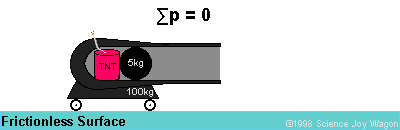 ∑p = 0
TNT
5kg
100kg
Frictionless Surface
©1998 Science Joy Wagon